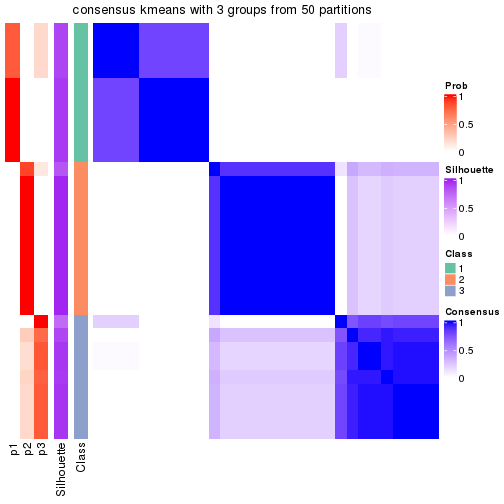 consensus kmeans with 3 groups from 50 partitions
Prob
1
0.5
0
Silhouette
1
0.5
0
Class
1
2
3
Consensus
1
0.5
0
p1
p2
p3
Silhouette
Class